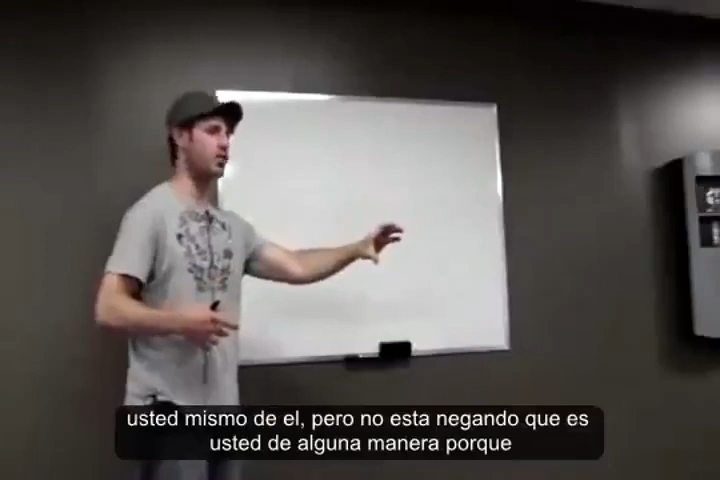 usted mismo de el, pero no esta negando que es
usted de alguna manera porque